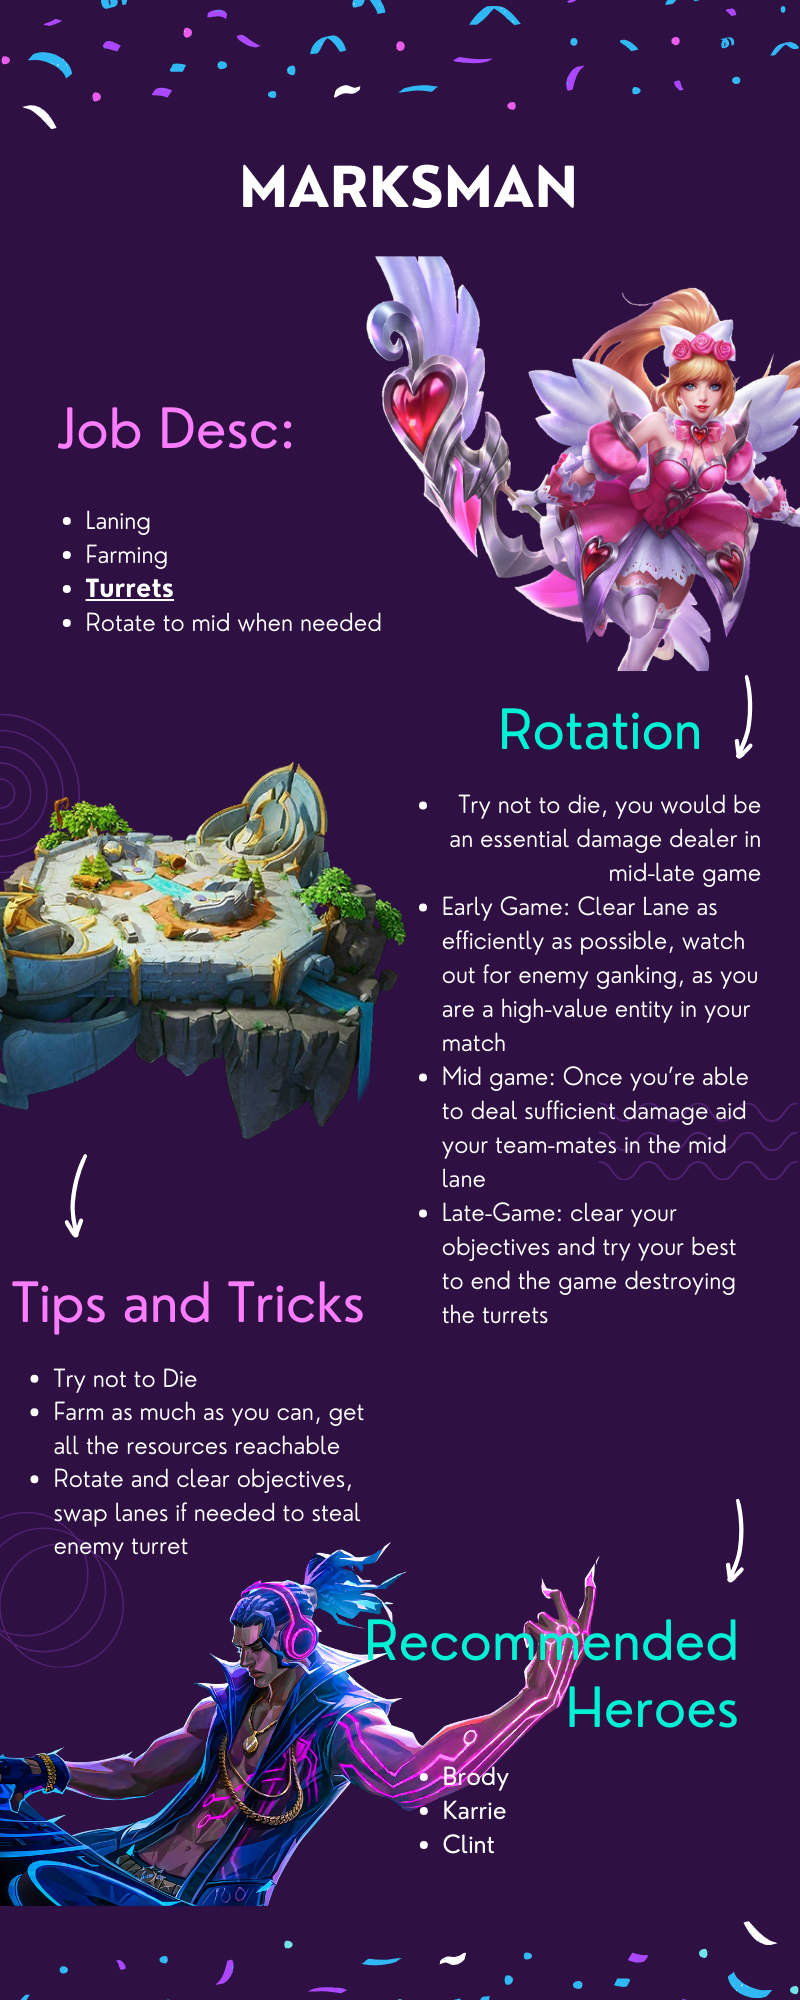 MARKSMAN
Job Desc:
Laning
Farming
Turrets
Rotate to mid when needed
Rotation
Try not to die, you would be
an essential damage dealer in
mid-late game
Early Game: Clear Lane as
efficiently as possible, watch
out for enemy ganking, as you
are a high-value entity in your
match
Mid game: Once you're able
to deal sufficient damage aid
your team-mates in the mid
lane
Late-Game: clear your
objectives and try your best
to end the game destroying
the turrets
Tips and Tricks
Try not to Die
Farm as much as you can, get
all the resources reachable
Rotate and clear objectives,
swap lanes if needed to steal
enemy turret
Recommended
Heroes
Brody
Karrie
Clint